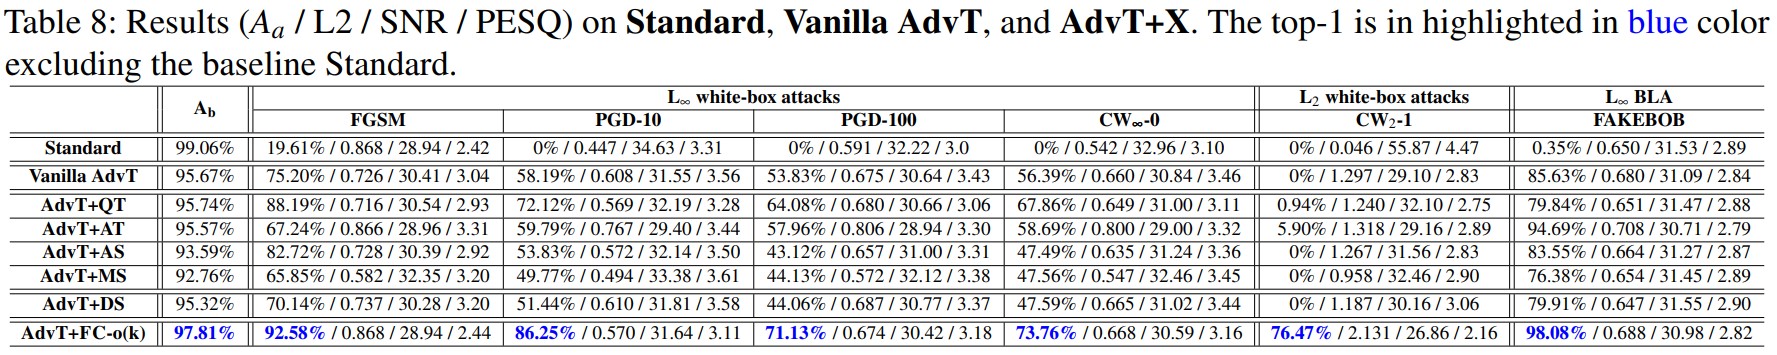 Table 8: Results (A_a / L2 / SNR / PESQ) on Standard, Vanilla AdvT, and AdvT+X. The top-1 is in highlighted in blue color
excluding the baseline Standard.
A_b L∞ white-box attacks L_2 white-box attacks L∞ BLA
FGSM PGD-10 PGD-100 CW∞-0 CW_2-1 FAKEBOB
Standard 99.06% 19.61% / 0.868 / 28.94 / 2.42 0% / 0.447 / 34.63 / 3.31 0% / 0.591 / 32.22 / 3.0 0% / 0.542 / 32.96 / 3.10 0% / 0.046 / 55.87 / 4.47 0.35% / 0.650 / 31.53 / 2.89
Vanilla AdvT 95.67% 75.20% / 0.726 / 30.41 / 3.04 58.19% / 0.608 / 31.55 / 3.56 53.83% / 0.675 / 30.64 / 3.43 56.39% / 0.660 / 30.84 / 3.46 0% / 1.297 / 29.10 / 2.83 85.63% / 0.680 / 31.09 / 2.84
AdvT+QT 95.74% 88.19% / 0.716 / 30.54 / 2.93 72.12% / 0.569 / 32.19 / 3.28 64.08% / 0.680 / 30.66 / 3.06 67.86% / 0.649 / 31.00 / 3.11 0.94% / 1.240 / 32.10 / 2.75 79.84% / 0.651 / 31.47 / 2.88
AdvT+AT 95.57% 67.24% / 0.866 / 28.96 / 3.31 59.79% / 0.767 / 29.40 / 3.44 57.96% / 0.806 / 28.94 / 3.30 58.69% / 0.800 / 29.00 / 3.32 5.90% / 1.318 / 29.16 / 2.89 94.69% / 0.708 / 30.71 / 2.79
AdvT+AS 93.59% 82.72% / 0.728 / 30.39 / 2.92 53.83% / 0.572 / 32.14 / 3.50 43.12% / 0.657 / 31.00 / 3.31 47.49% / 0.635 / 31.24 / 3.36 0% / 1.267 / 31.56 / 2.83 83.55% / 0.664 / 31.27 / 2.87
AdvT+MS 92.76% 65.85% / 0.582 / 32.35 / 3.20 49.77% / 0.494 / 33.38 / 3.61 44.13% / 0.572 / 32.12 / 3.38 47.56% / 0.547 / 32.46 / 3.45 0% / 0.958 / 32.46 / 2.90 76.38% / 0.654 / 31.45 / 2.89
AdvT+DS 95.32% 70.14% / 0.737 / 30.28 / 3.20 51.44% / 0.610 / 31.81 / 3.58 44.06% / 0.687 / 30.77 / 3.37 47.59% / 0.665 / 31.02 / 3.44 0% / 1.187 / 30.16 / 3.06 79.91% / 0.647 / 31.55 / 2.90
AdvT+FC-o(k) 97.81% 92.58% / 0.868 / 28.94 / 2.44 86.25% / 0.570 / 31.64 / 3.11 71.13% / 0.674 / 30.42 / 3.18 73.76% / 0.668 / 30.59 / 3.16 76.47% / 2.131 / 26.86 / 2.16 98.08% / 0.688 / 30.98 / 2.82